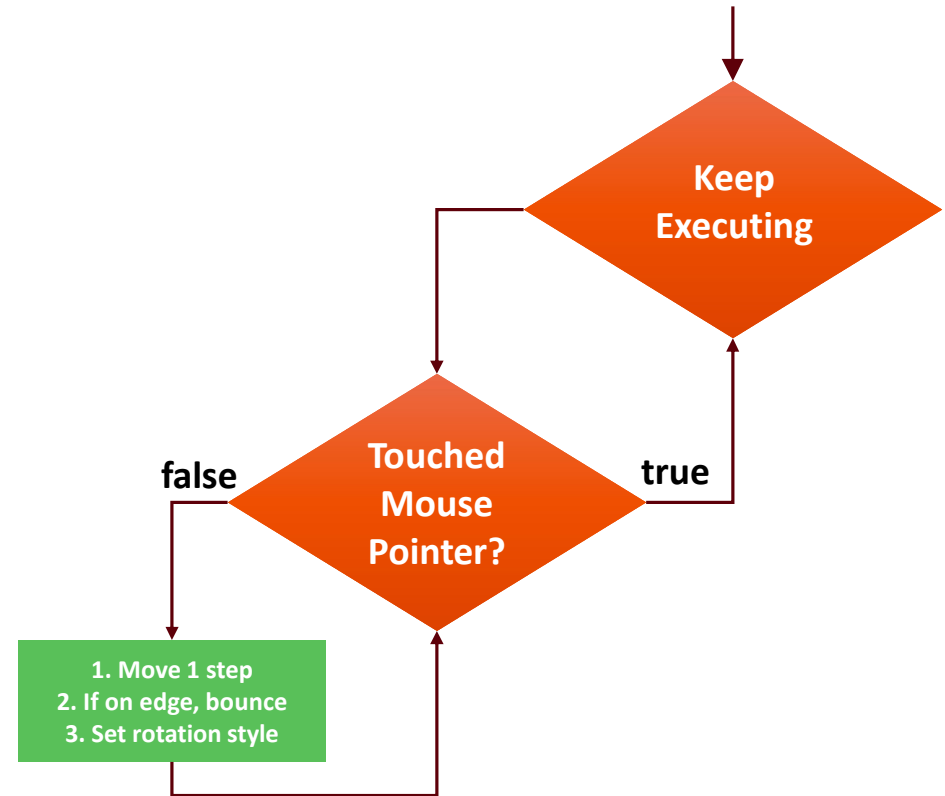 Keep
Executing
false
Touched
Mouse
Pointer?
true
1. Move 1 step
2. If on edge, bounce
3. Set rotation style